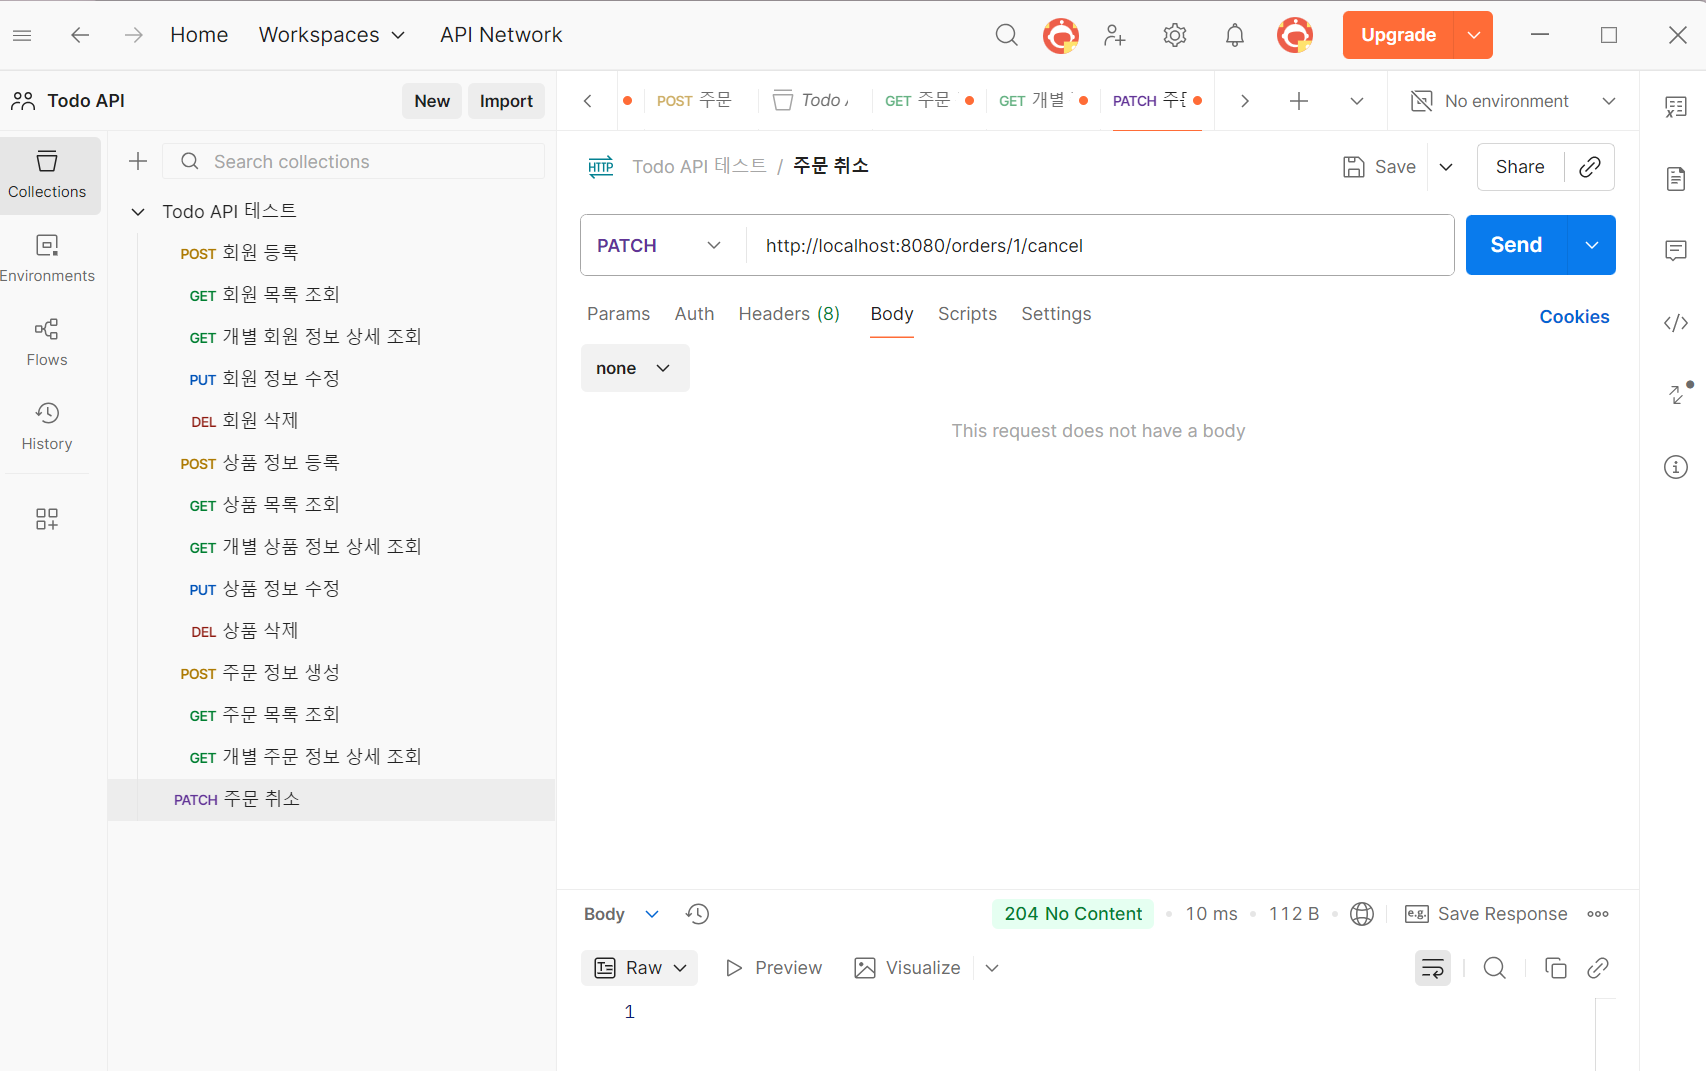 Home Workspaces API Network Upgrade
Todo API New Import
POST 주문 Todo GET 주문 GET 개별 PATCH No environment
Collections
Environments
Flows
History
Search collections
Todo API 테스트
POST 회원 등록
GET 회원 목록 조회
GET 개별 회원 정보 상세 조회
PUT 회원 정보 수정
DEL 회원 삭제
POST 상품 정보 등록
GET 상품 목록 조회
GET 개별 상품 정보 상세 조회
PUT 상품 정보 수정
DEL 상품 삭제
POST 주문 정보 생성
GET 주문 목록 조회
GET 개별 주문 정보 상세 조회
PATCH 주문 취소
HTTP Todo API 테스트 / 주문 취소 Save Share
PATCH http://localhost:8080/orders/1/cancel Send
Params Auth Headers (8) Body Scripts Settings Cookies
none
This request does not have a body
Body 204 No Content • 10 ms • 112 B • e.g. Save Response
Raw Preview Visualize
1